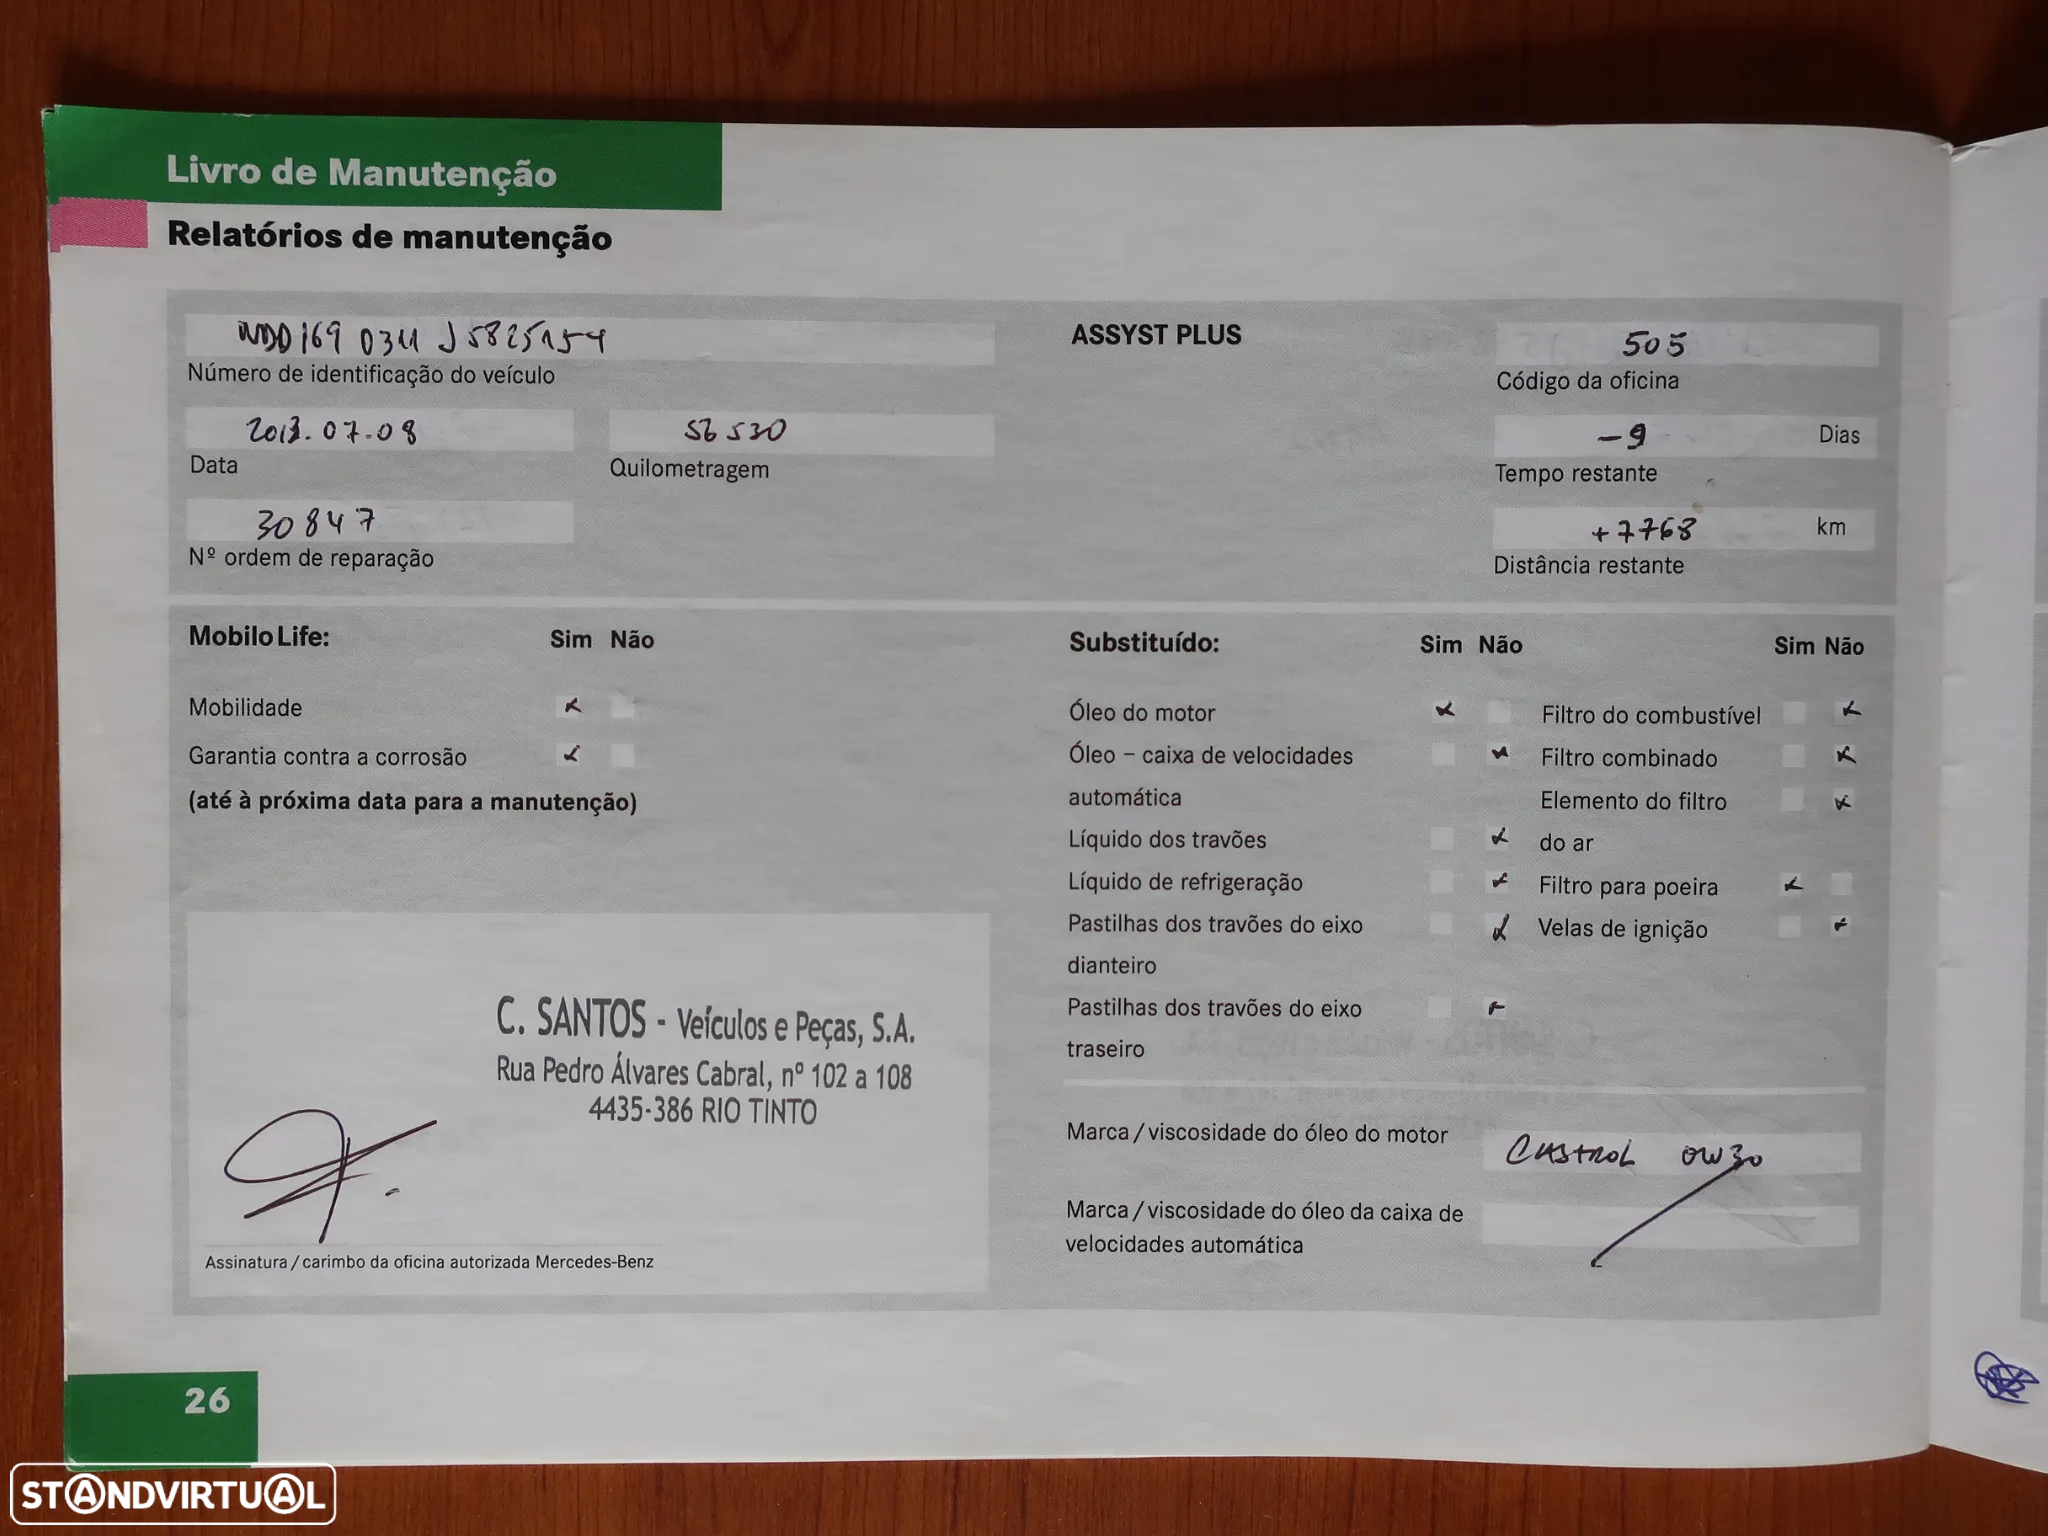 Livro de Manutenção
Relatórios de manutenção
WDD169 0311 J5825154
Número de identificação do veículo
ASSYST PLUS
505
Código da oficina
2013.07.08
Data
56 530
Quilometragem
-9 Dias
Tempo restante
30847
Nº ordem de reparação
+7768 km
Distância restante
Mobilo Life: Sim Não
Mobilidade
Garantia contra a corrosão
(até à próxima data para a manutenção)
C. SANTOS - Veículos e Peças, S.A.
Rua Pedro Álvares Cabral, nº 102 a 108
4435-386 RIO TINTO
Assinatura / carimbo da oficina autorizada Mercedes-Benz
Substituído: Sim Não Sim Não
Óleo do motor
Óleo – caixa de velocidades
automática
Líquido dos travões
Líquido de refrigeração
Pastilhas dos travões do eixo
dianteiro
Pastilhas dos travões do eixo
traseiro
Filtro do combustível
Filtro combinado
Elemento do filtro
do ar
Filtro para poeira
Velas de ignição
Marca / viscosidade do óleo do motor
CASTROL 0W30
Marca / viscosidade do óleo da caixa de
velocidades automática
26
STANDVIRTUAL